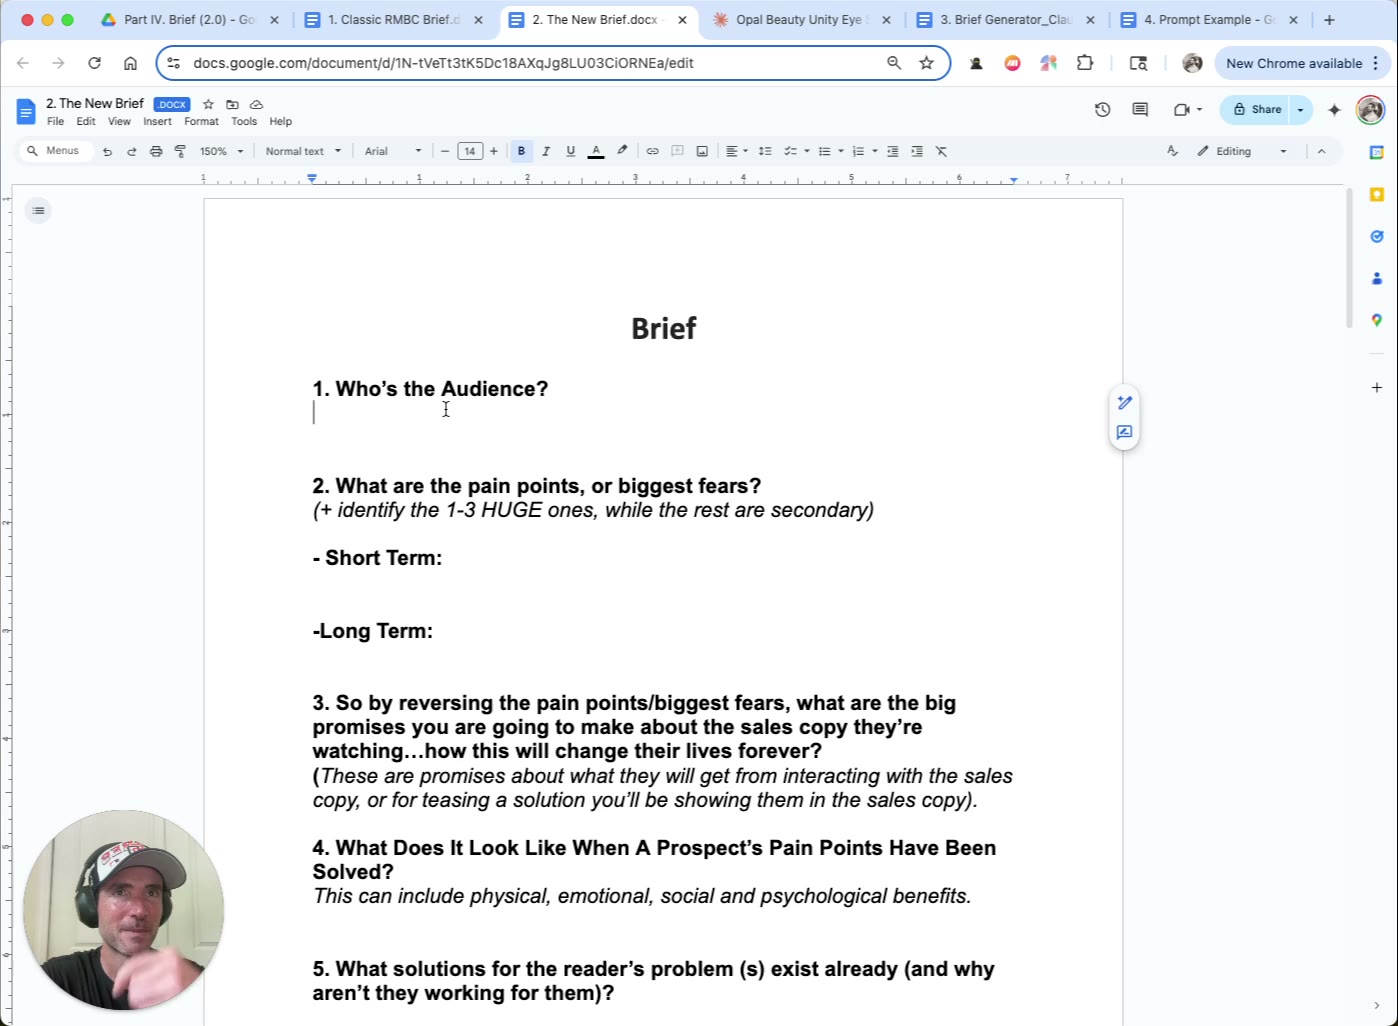 Part IV. Brief (2.0) - Go
1. Classic RMBC Brief.d
2. The New Brief.docx -
Opal Beauty Unity Eye
3. Brief Generator_Cla
4. Prompt Example - G
docs.google.com/document/d/1N-tVeTt3tK5Dc18AXqJg8LU03CiORNEa/edit
New Chrome available
2. The New Brief
.DOCX
File Edit View Insert Format Tools Help
Share
Menus
150%
Normal text
Arial
14
B I U A
Editing
1 1 2 3 4 5 6 7
Brief
1. Who’s the Audience?
2. What are the pain points, or biggest fears?
(+ identify the 1-3 HUGE ones, while the rest are secondary)
- Short Term:
-Long Term:
3. So by reversing the pain points/biggest fears, what are the big
promises you are going to make about the sales copy they’re
watching…how this will change their lives forever?
(These are promises about what they will get from interacting with the sales
copy, or for teasing a solution you’ll be showing them in the sales copy).
4. What Does It Look Like When A Prospect’s Pain Points Have Been
Solved?
This can include physical, emotional, social and psychological benefits.
5. What solutions for the reader’s problem (s) exist already (and why
aren’t they working for them)?